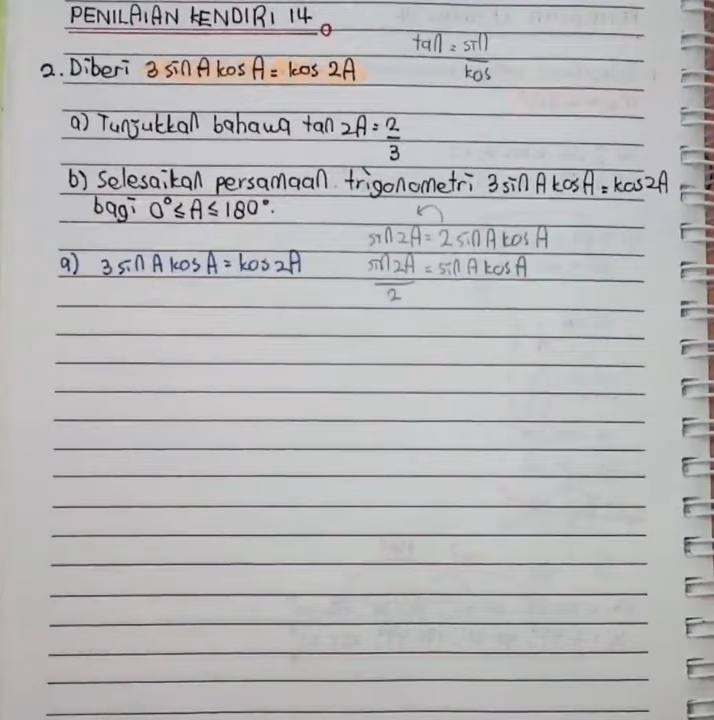 PENILAIAN KENDIRI 14
tan = sin
kos
2. Diberi 3 sin A kos A = kos 2A
a) Tunjukkan bahawa tan 2A = 2
3
b) Selesaikan persamaan trigonometri 3 sin A kos A = kos 2A
bagi 0° ≤ A ≤ 180°.
sin 2A = 2 sin A kos A
a) 3 sin A kos A = kos 2A
sin 2A = sin A kos A
2